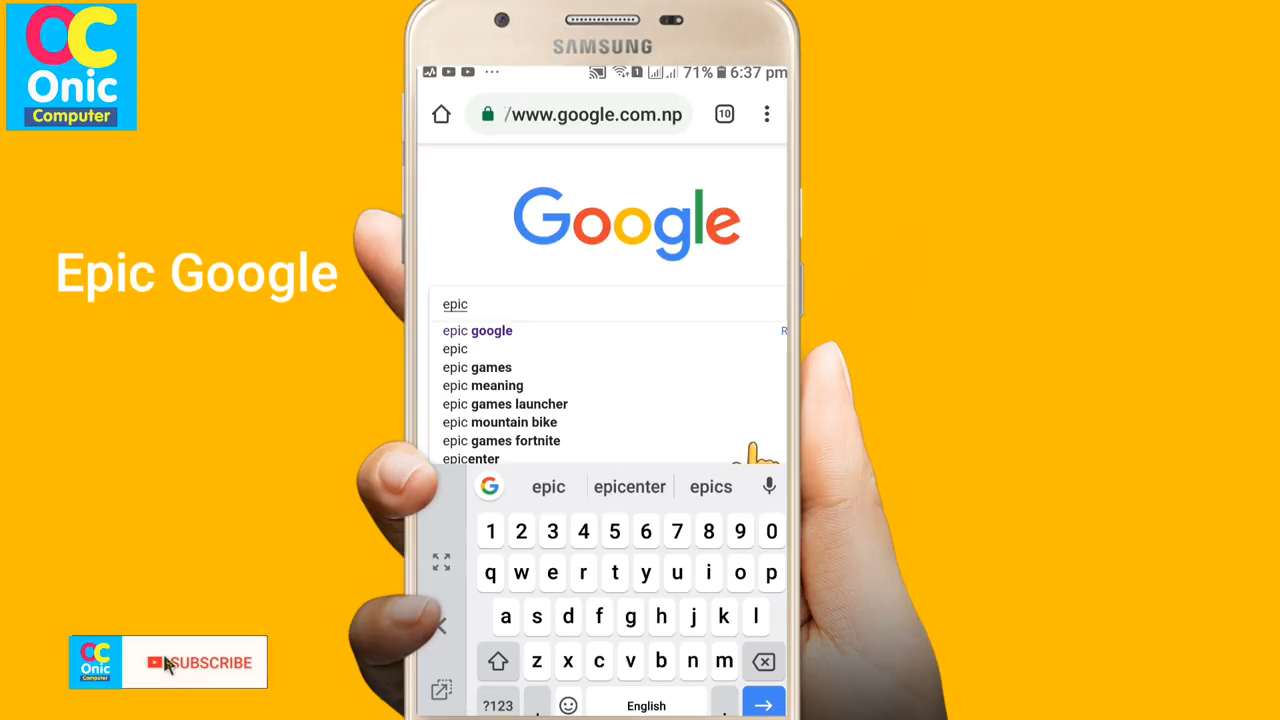 OC
Onic
Computer
SAMSUNG
71% 6:37 pm
/www.google.com.np
10
Google
Epic Google
epic
epic google
R
epic
epic games
epic meaning
epic games launcher
epic mountain bike
epic games fortnite
epicenter
G epic epicenter epics
1 2 3 4 5 6 7 8 9 0
q w e r t y u i o p
a s d f g h j k l
z x c v b n m
?123 , English .
OC
Onic
Computer
SUBSCRIBE